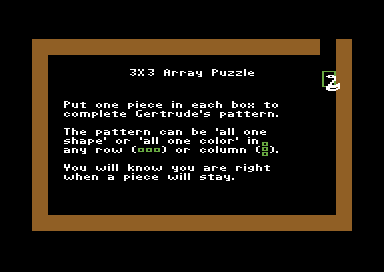 3X3 Array Puzzle
Put one piece in each box to
complete Gertrude's pattern.
The pattern can be 'all one
shape' or 'all one color' in
any row (▫▫▫) or column (▫).
You will know you are right
when a piece will stay.